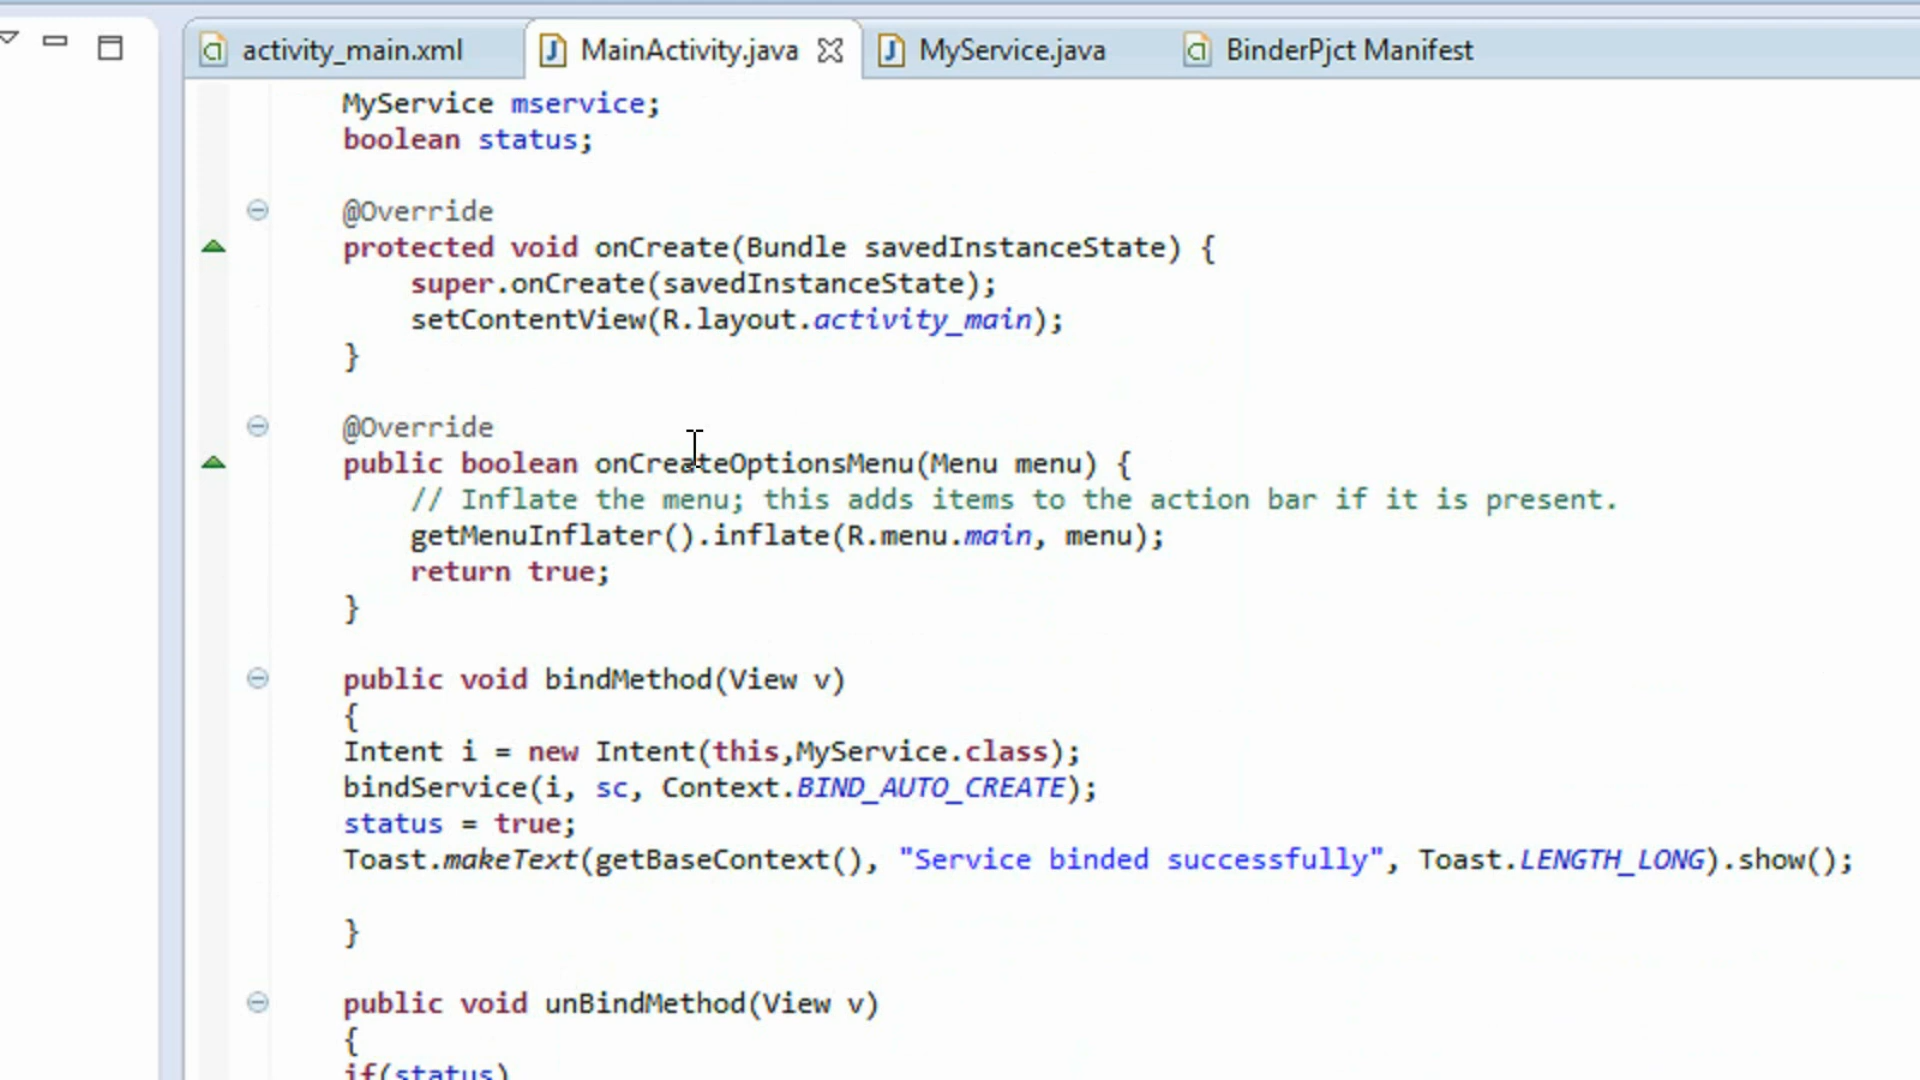 activity_main.xml MainActivity.java MyService.java BinderPjct Manifest
MyService mservice;
boolean status;
@Override
protected void onCreate(Bundle savedInstanceState) {
super.onCreate(savedInstanceState);
setContentView(R.layout.activity_main);
}
@Override
public boolean onCreateOptionsMenu(Menu menu) {
// Inflate the menu; this adds items to the action bar if it is present.
getMenuInflater().inflate(R.menu.main, menu);
return true;
}
public void bindMethod(View v)
{
Intent i = new Intent(this,MyService.class);
bindService(i, sc, Context.BIND_AUTO_CREATE);
status = true;
Toast.makeText(getBaseContext(), "Service binded successfully", Toast.LENGTH_LONG).show();
}
public void unBindMethod(View v)
{
if(status)